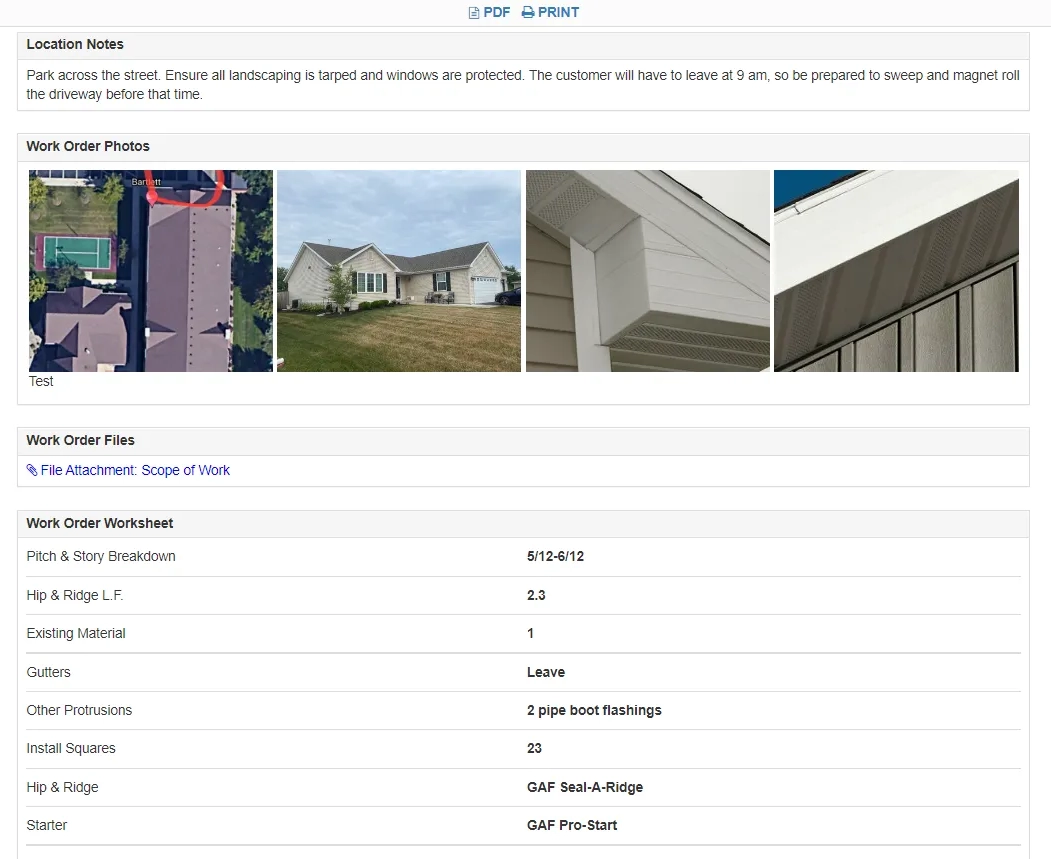 PDF PRINT
Location Notes
Park across the street. Ensure all landscaping is tarped and windows are protected. The customer will have to leave at 9 am, so be prepared to sweep and magnet roll
the driveway before that time.
Work Order Photos
Bartlett
Test
Work Order Files
File Attachment: Scope of Work
Work Order Worksheet
Pitch & Story Breakdown 5/12-6/12
Hip & Ridge L.F. 2.3
Existing Material 1
Gutters Leave
Other Protrusions 2 pipe boot flashings
Install Squares 23
Hip & Ridge GAF Seal-A-Ridge
Starter GAF Pro-Start